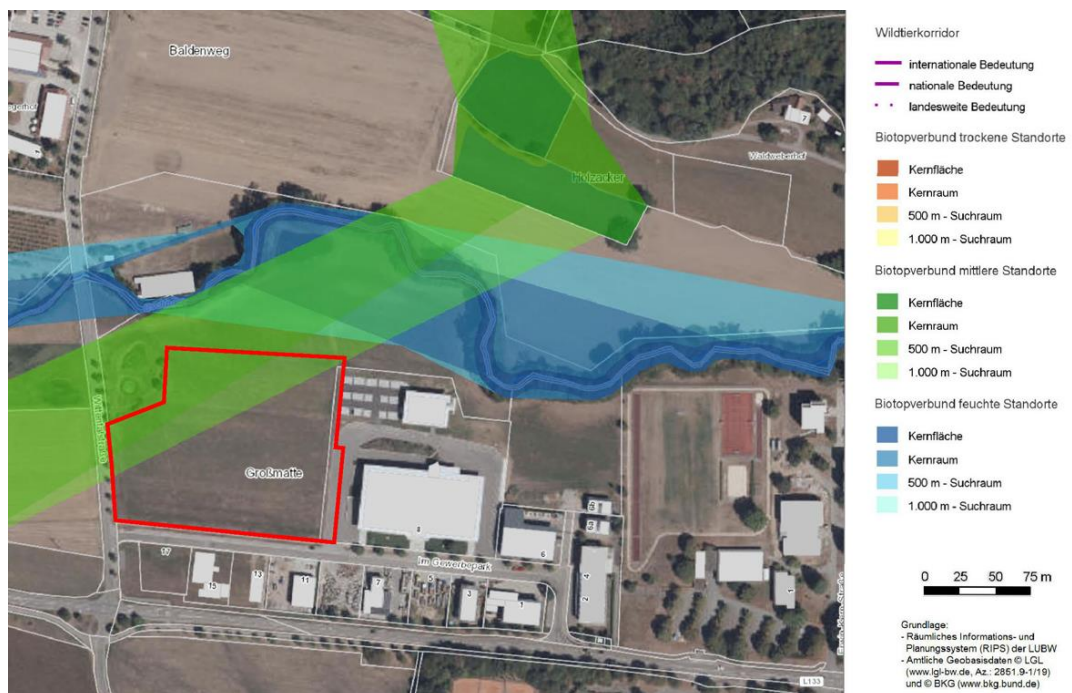 Baldenweg
7
Waldweberhof
Holzacker
Großmatte
8
6b
6a
6
Im Gewerbepark
17
15
13
11
7
5
3
1
2
4
1
L133
Wildtierkorridor
internationale Bedeutung
nationale Bedeutung
landesweite Bedeutung
Biotopverbund trockene Standorte
Kernfläche
Kernraum
500 m - Suchraum
1.000 m - Suchraum
Biotopverbund mittlere Standorte
Kernfläche
Kernraum
500 m - Suchraum
1.000 m - Suchraum
Biotopverbund feuchte Standorte
Kernfläche
Kernraum
500 m - Suchraum
1.000 m - Suchraum
0 25 50 75 m
Grundlage:
- Räumliches Informations- und
Planungssystem (RIPS) der LUBW
- Amtliche Geobasisdaten © LGL
(www.lgl-bw.de, Az.: 2851.9-1/19)
und © BKG (www.bkg.bund.de)